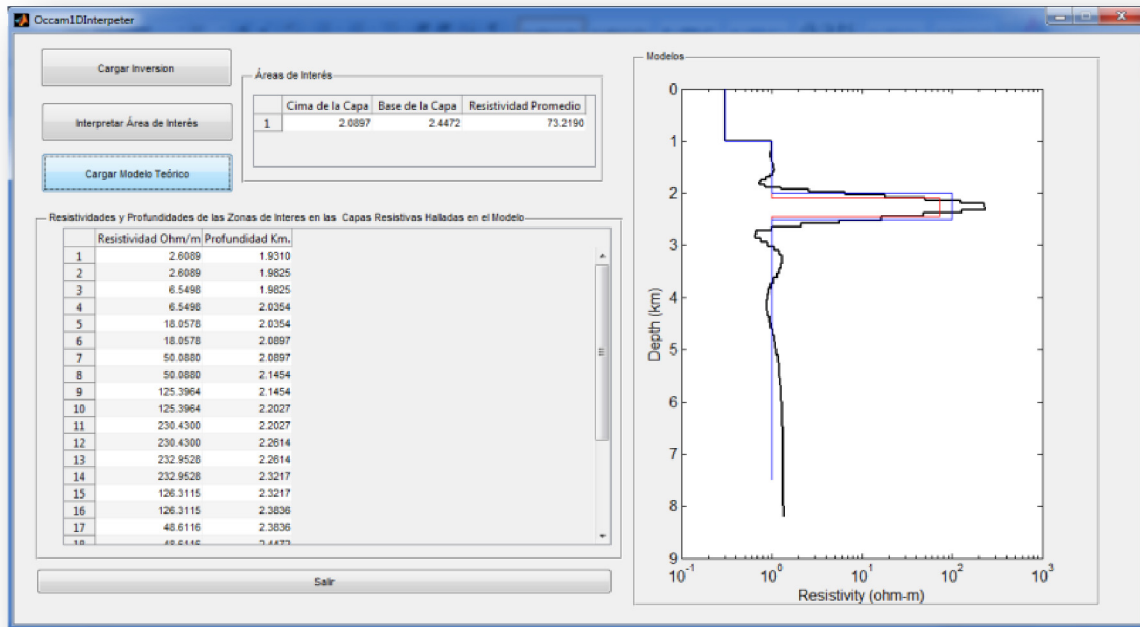 Occam1DInterpeter
Cargar Inversion
Interpretar Área de Interés
Cargar Modelo Teórico
Áreas de Interés
Cima de la Capa Base de la Capa Resistividad Promedio
1 2.0897 2.4472 73.2190
Resistividades y Profundidades de las Zonas de Interes en las Capas Resistivas Halladas en el Modelo
Resistividad Ohm/m Profundidad Km.
1 2.6089 1.9310
2 2.6089 1.9825
3 6.5498 1.9825
4 6.5498 2.0354
5 18.0578 2.0354
6 18.0578 2.0897
7 50.0880 2.0897
8 50.0880 2.1454
9 125.3964 2.1454
10 125.3964 2.2027
11 230.4300 2.2027
12 230.4300 2.2614
13 232.9528 2.2614
14 232.9528 2.3217
15 126.3115 2.3217
16 126.3115 2.3836
17 48.6116 2.3836
18 48.6116 2.4472
Salir
Modelos
0
1
2
3
4
5
6
7
8
9
Depth (km)
10^-1 10^0 10^1 10^2 10^3
Resistivity (ohm-m)